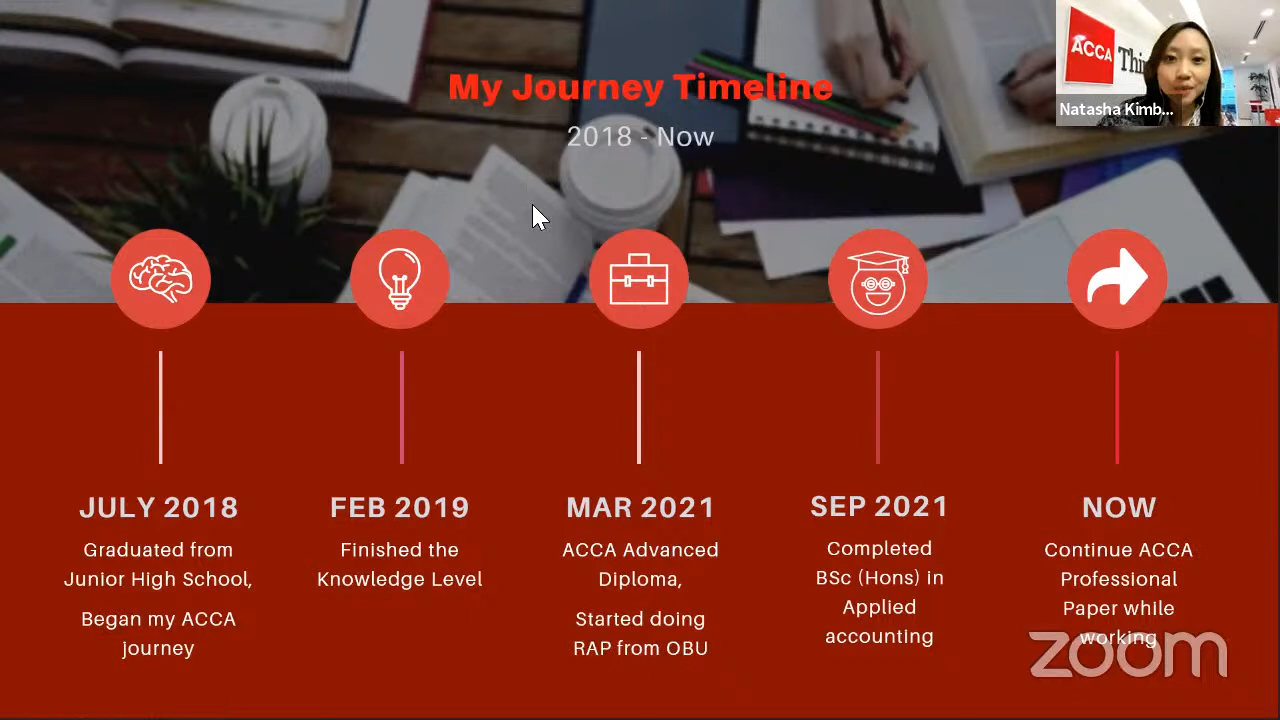 My Journey Timeline
2018 - Now
ACCA
Natasha Kimb...
JULY 2018
Graduated from
Junior High School,
Began my ACCA
journey
FEB 2019
Finished the
Knowledge Level
MAR 2021
ACCA Advanced
Diploma,
Started doing
RAP from OBU
SEP 2021
Completed
BSc (Hons) in
Applied
accounting
NOW
Continue ACCA
Professional
Paper while
working
zoom